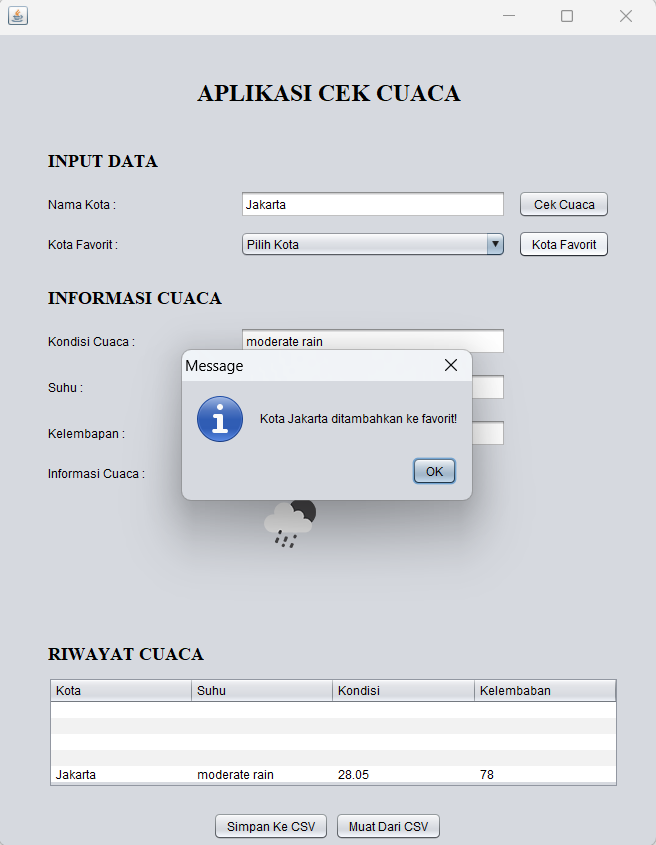 APLIKASI CEK CUACA
INPUT DATA
Nama Kota : Jakarta Cek Cuaca
Kota Favorit : Pilih Kota Kota Favorit
INFORMASI CUACA
Kondisi Cuaca : moderate rain
Message
Suhu :
Kota Jakarta ditambahkan ke favorit!
Kelembapan :
OK
Informasi Cuaca :
RIWAYAT CUACA
Kota Suhu Kondisi Kelembaban
Jakarta moderate rain 28.05 78
Simpan Ke CSV Muat Dari CSV